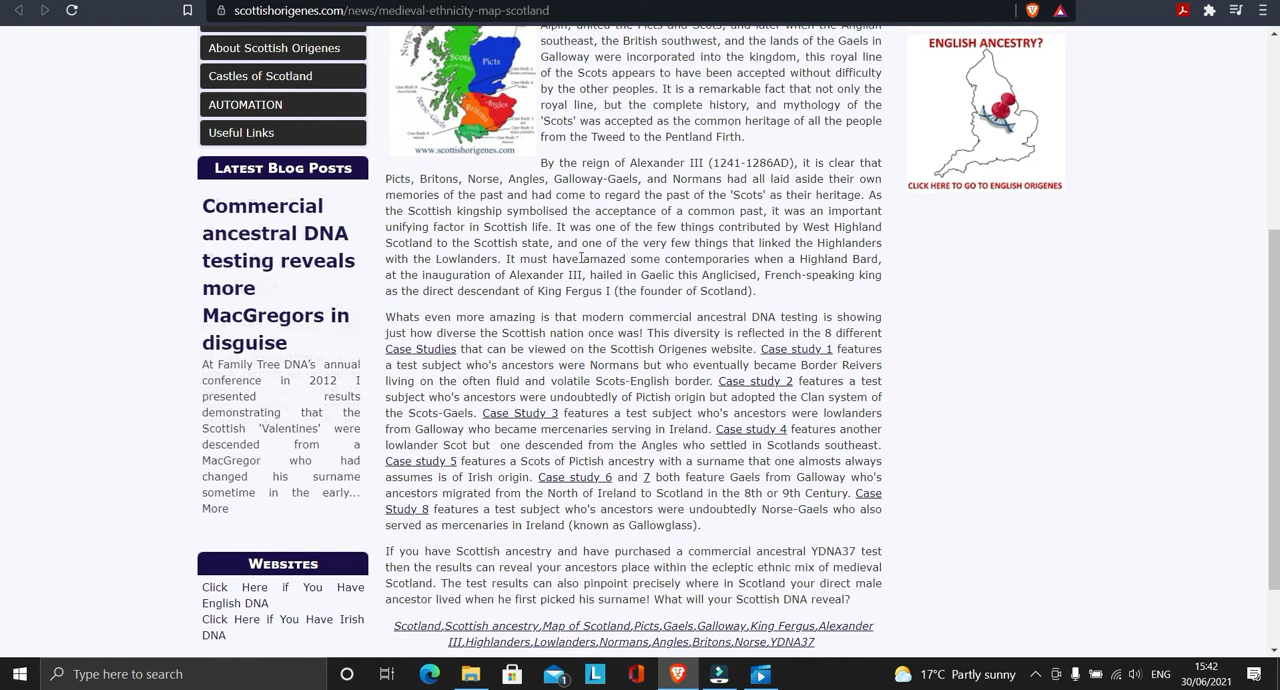 scottishorigenes.com/news/medieval-ethnicity-map-scotland
About Scottish Origenes
Castles of Scotland
AUTOMATION
Useful Links
LATEST BLOG POSTS
Commercial
ancestral DNA
testing reveals
more
MacGregors in
disguise
At Family Tree DNA's annual
conference in 2012 I
presented results
demonstrating that the
Scottish 'Valentines' were
descended from a
MacGregor who had
changed his surname
sometime in the early...
More
WEBSITES
Click Here if You Have
English DNA
Click Here if You Have Irish
DNA
Scots
Picts
Angles
Britons
www.scottishorigenes.com
Alpin, united the Picts and Scots, and later when the Anglian
southeast, the British southwest, and the lands of the Gaels in
Galloway were incorporated into the kingdom, this royal line
of the Scots appears to have been accepted without difficulty
by the other peoples. It is a remarkable fact that not only the
royal line, but the complete history, and mythology of the
'Scots' was accepted as the common heritage of all the people
from the Tweed to the Pentland Firth.
By the reign of Alexander III (1241-1286AD), it is clear that
Picts, Britons, Norse, Angles, Galloway-Gaels, and Normans had all laid aside their own
memories of the past and had come to regard the past of the 'Scots' as their heritage. As
the Scottish kingship symbolised the acceptance of a common past, it was an important
unifying factor in Scottish life. It was one of the few things contributed by West Highland
Scotland to the Scottish state, and one of the very few things that linked the Highlanders
with the Lowlanders. It must have amazed some contemporaries when a Highland Bard,
at the inauguration of Alexander III, hailed in Gaelic this Anglicised, French-speaking king
as the direct descendant of King Fergus I (the founder of Scotland).
Whats even more amazing is that modern commercial ancestral DNA testing is showing
just how diverse the Scottish nation once was! This diversity is reflected in the 8 different
Case Studies that can be viewed on the Scottish Origenes website. Case study 1 features
a test subject who's ancestors were Normans but who eventually became Border Reivers
living on the often fluid and volatile Scots-English border. Case study 2 features a test
subject who's ancestors were undoubtedly of Pictish origin but adopted the Clan system of
the Scots-Gaels. Case Study 3 features a test subject who's ancestors were lowlanders
from Galloway who became mercenaries serving in Ireland. Case study 4 features another
lowlander Scot but one descended from the Angles who settled in Scotlands southeast.
Case study 5 features a Scots of Pictish ancestry with a surname that one almosts always
assumes is of Irish origin. Case study 6 and 7 both feature Gaels from Galloway who's
ancestors migrated from the North of Ireland to Scotland in the 8th or 9th Century. Case
Study 8 features a test subject who's ancestors were undoubtedly Norse-Gaels who also
served as mercenaries in Ireland (known as Gallowglass).
If you have Scottish ancestry and have purchased a commercial ancestral YDNA37 test
then the results can reveal your ancestors place within the ecleptic ethnic mix of medieval
Scotland. The test results can also pinpoint precisely where in Scotland your direct male
ancestor lived when he first picked his surname! What will your Scottish DNA reveal?
Scotland,Scottish ancestry,Map of Scotland,Picts,Gaels,Galloway,King Fergus,Alexander
III,Highlanders,Lowlanders,Normans,Angles,Britons,Norse,YDNA37
ENGLISH ANCESTRY?
CLICK HERE TO GO TO ENGLISH ORIGENES
Type here to search
17°C Partly sunny
ENG
15:42
30/06/2021